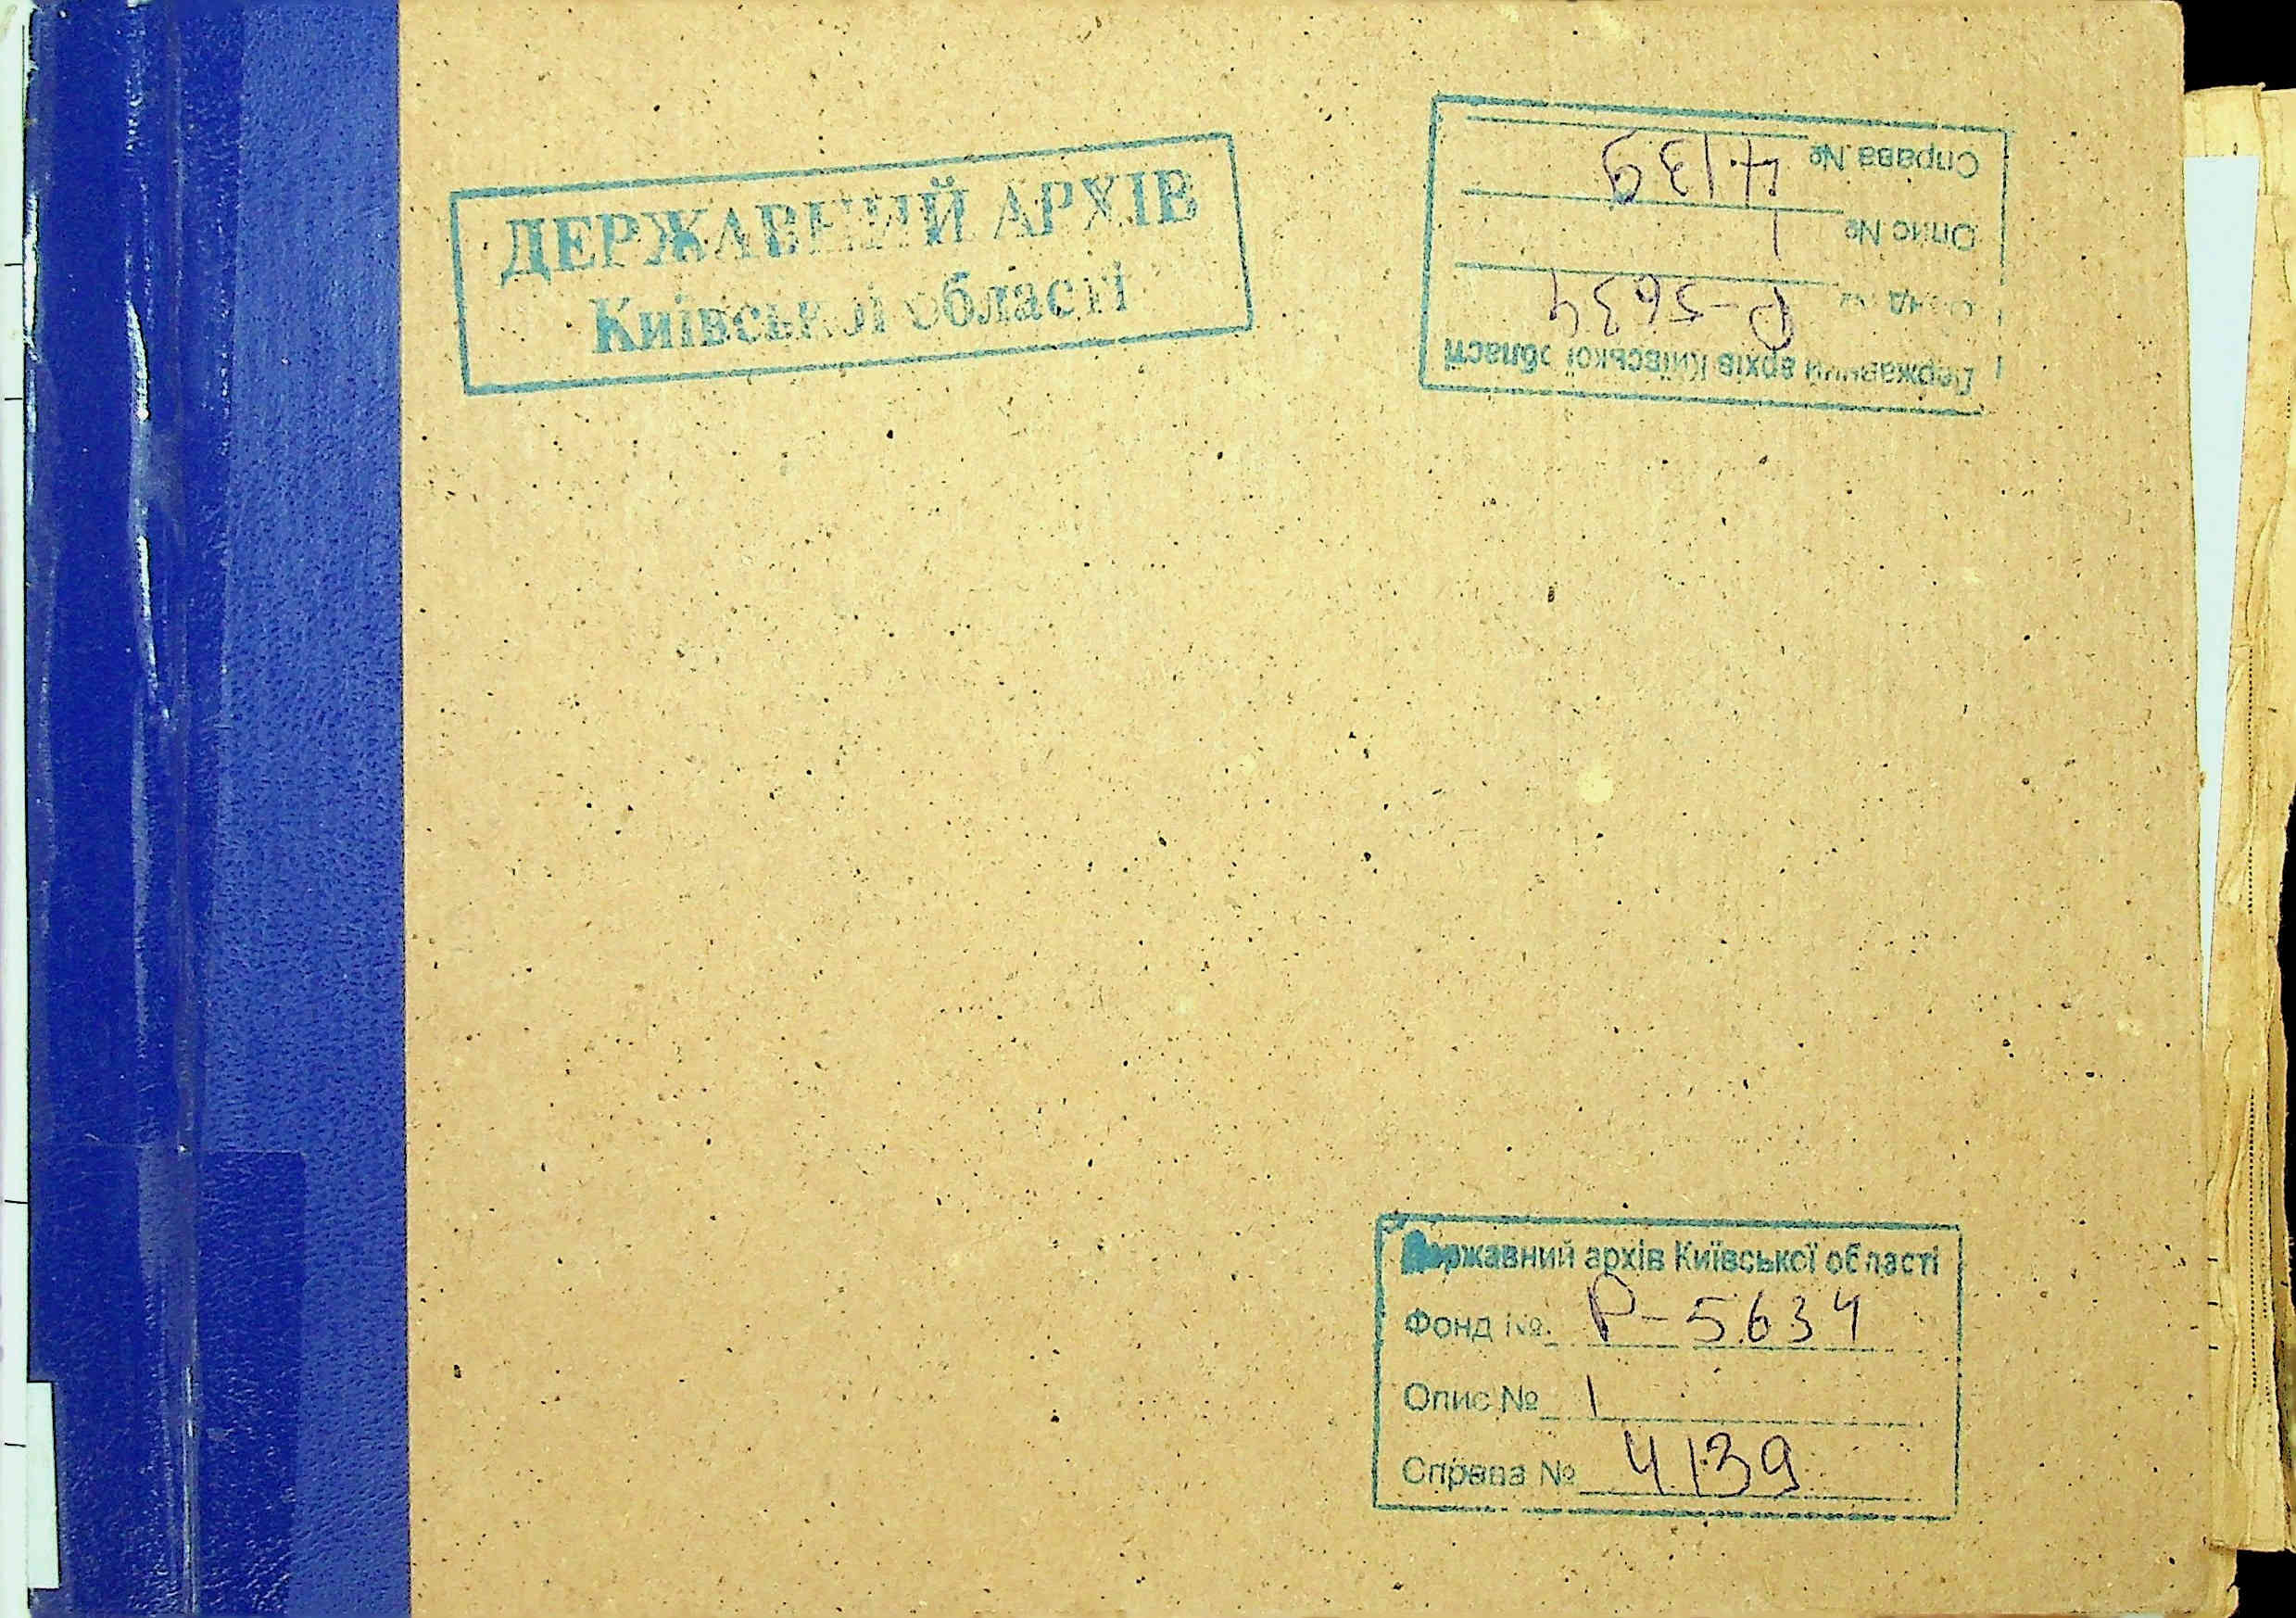 ДЕРЖАВНИЙ АРХІВ
Київської області
Державний архів Київської області
Фонд № Р-5634
Опис № 1
Справа № 4139
Державний архів Київської області
Фонд № Р-5634
Опис № 1
Справа № 4139